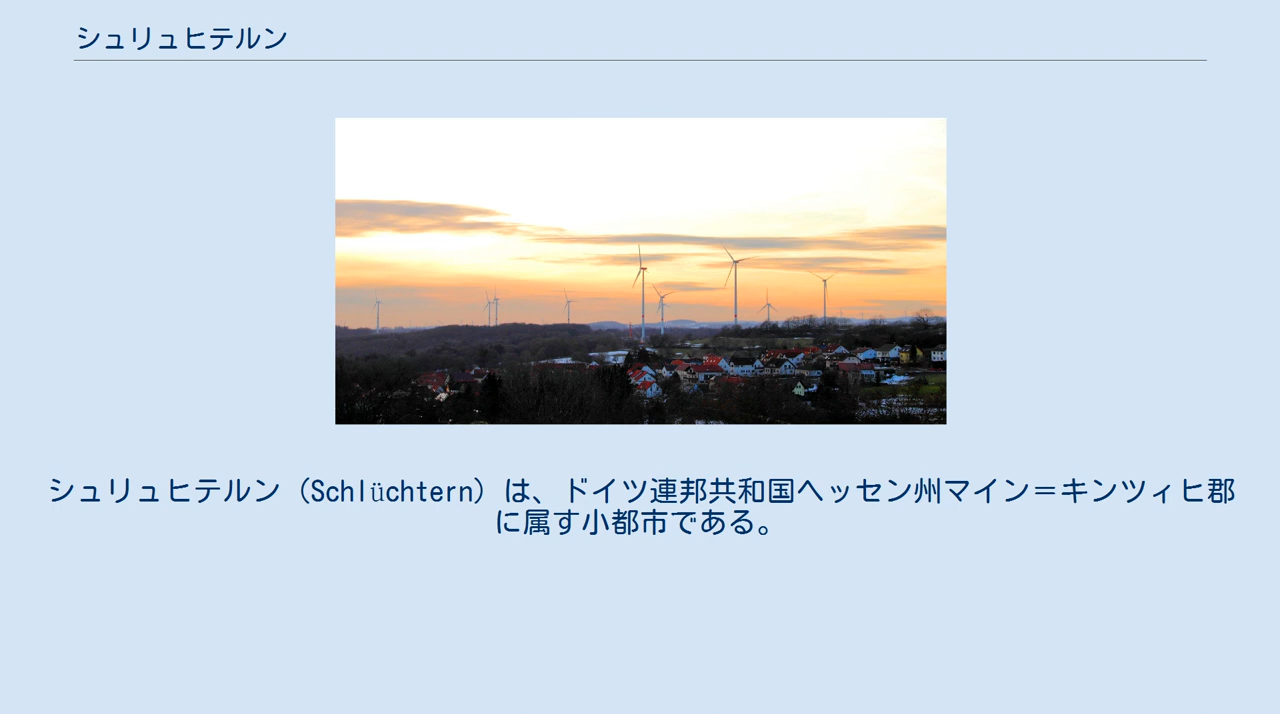 シュリュヒテルン
シュリュヒテルン（Schlüchtern）は、ドイツ連邦共和国ヘッセン州マイン＝キンツィヒ郡
に属す小都市である。